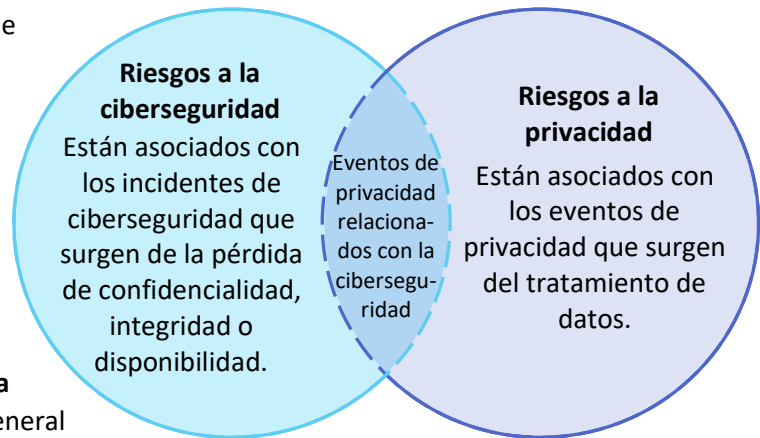 e
Riesgos a la
ciberseguridad
Están asociados con
los incidentes de
ciberseguridad que
surgen de la pérdida
de confidencialidad,
integridad o
disponibilidad.
Eventos de
privacidad
relaciona-
dos con la
cibersegu-
ridad
Riesgos a la
privacidad
Están asociados con
los eventos de
privacidad que surgen
del tratamiento de
datos.
a
eneral